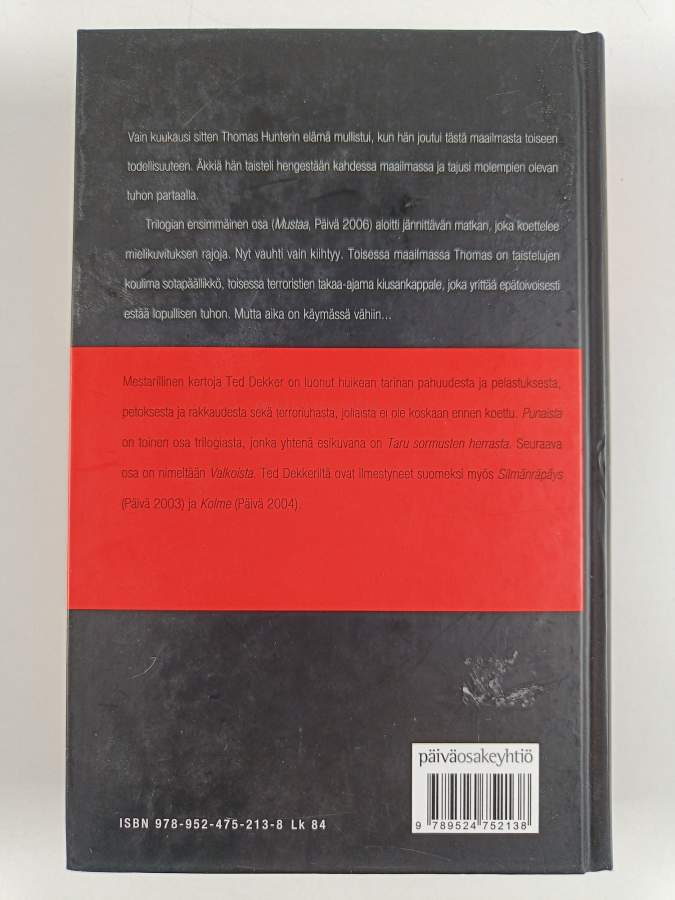 Vain kuukausi sitten Thomas Hunterin elämä mullistui, kun hän joutui tästä maailmasta toiseen
todellisuuteen. Äkkiä hän taisteli hengestään kahdessa maailmassa ja tajusi molempien olevan
tuhon partaalla.
Trilogian ensimmäinen osa (Mustaa, Päivä 2006) aloitti jännittävän matkan, joka koettelee
mielikuvituksen rajoja. Nyt vauhti vain kiihtyy. Toisessa maailmassa Thomas on taistelujen
koulima sotapäällikkö, toisessa terroristien takaa-ajama kiusankappale, joka yrittää epätoivoisesti
estää lopullisen tuhon. Mutta aika on käymässä vähiin...
Mestarillinen kertoja Ted Dekker on luonut huikean tarinan pahuudesta ja pelastuksesta,
petoksesta ja rakkaudesta sekä terroriuhasta, jollaista ei ole koskaan ennen koettu. Punaista
on toinen osa trilogiasta, jonka yhtenä esikuvana on Taru sormusten herrasta. Seuraava
osa on nimeltään Valkoista. Ted Dekkeriltä ovat ilmestyneet suomeksi myös Silmänräpäys
(Päivä 2003) ja Kolme (Päivä 2004).
päiväosakeyhtiö
ISBN 978-952-475-213-8 Lk 84
9 789524 752138